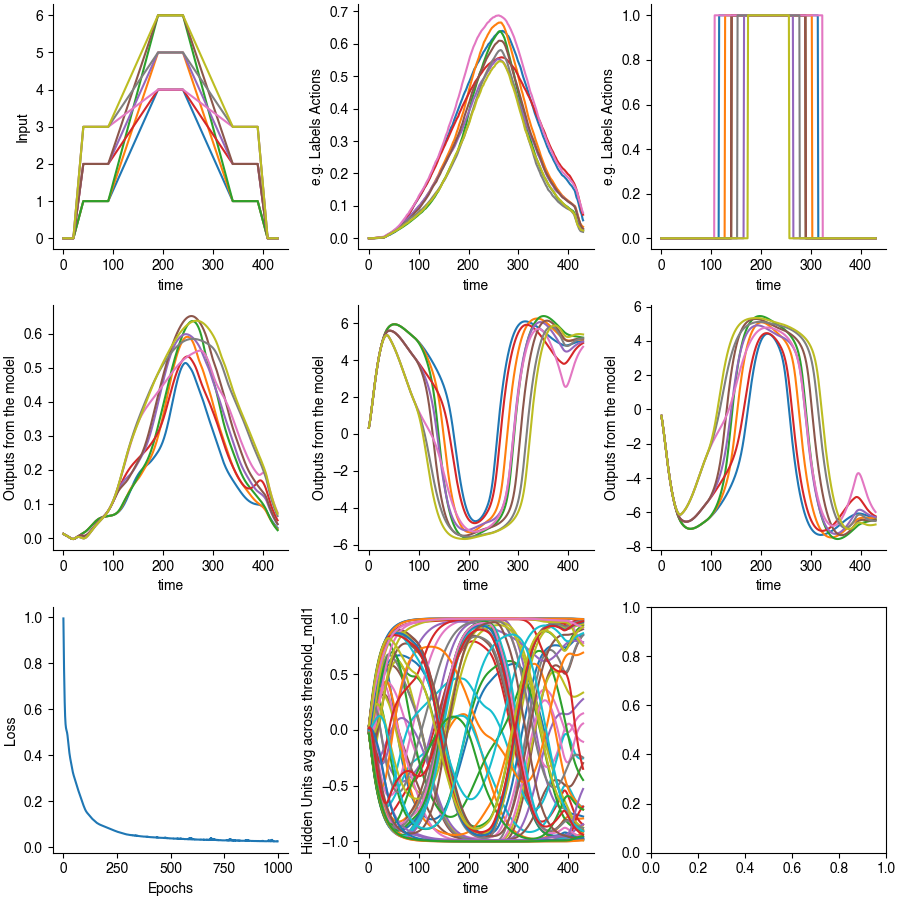 6
5
4
3
2
1
0
Input
0 100 200 300 400
time
0.7
0.6
0.5
0.4
0.3
0.2
0.1
0.0
e.g. Labels Actions
0 100 200 300 400
time
1.0
0.8
0.6
0.4
0.2
0.0
e.g. Labels Actions
0 100 200 300 400
time
0.6
0.5
0.4
0.3
0.2
0.1
0.0
Outputs from the model
0 100 200 300 400
time
6
4
2
0
−2
−4
−6
Outputs from the model
0 100 200 300 400
time
6
4
2
0
−2
−4
−6
−8
Outputs from the model
0 100 200 300 400
time
1.0
0.8
0.6
0.4
0.2
0.0
Loss
0 250 500 750 1000
Epochs
1.0
0.5
0.0
−0.5
−1.0
Hidden Units avg across threshold_mdl1
0 100 200 300 400
time
1.0
0.8
0.6
0.4
0.2
0.0
0.0 0.2 0.4 0.6 0.8 1.0